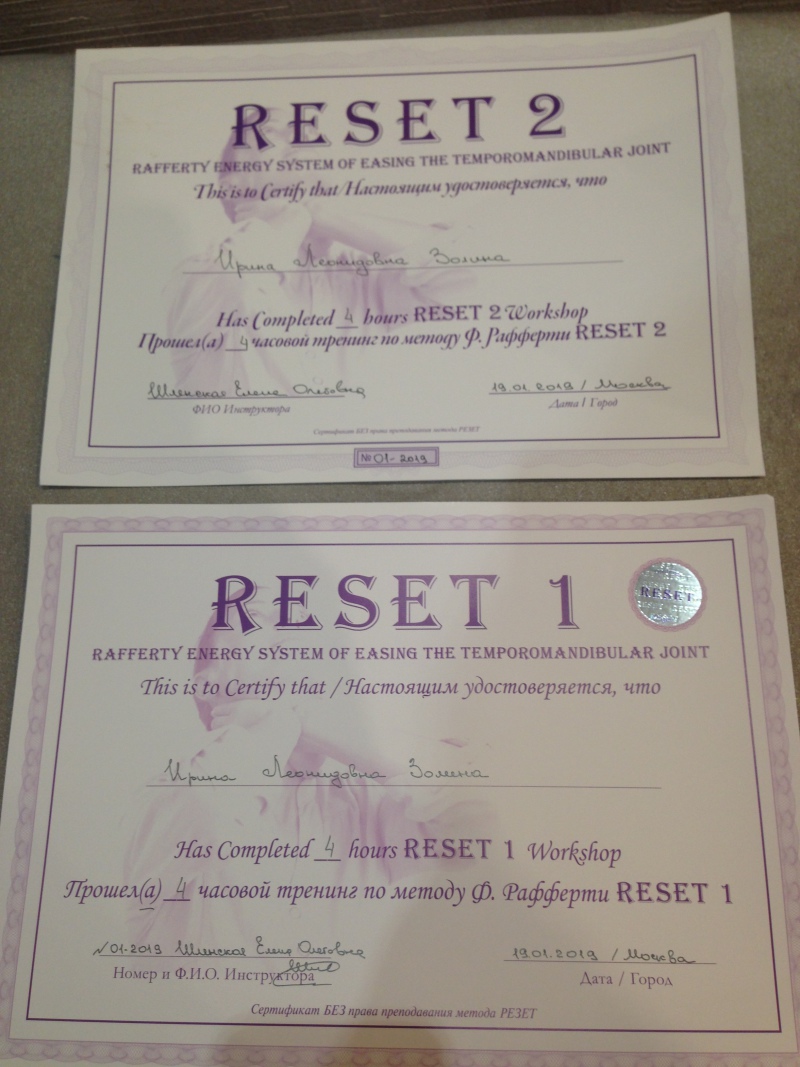 RESET 2
RAFFERTY ENERGY SYSTEM OF EASING THE TEMPOROMANDIBULAR JOINT
This is to Certify that /Настоящим удостоверяется, что
Ирина Леонидовна Золина
Has Completed 4 hours RESET 2 Workshop
Прошел(а) 4 часовой тренинг по методу Ф. Рафферти RESET 2
Шленская Елена Олеговна 19.01.2019 / Москва
ФИО Инструктора Дата / Город
Сертификат БЕЗ права преподавания метода РЕЗЕТ
№ 01-2019
RESET 1
RESET
RAFFERTY ENERGY SYSTEM OF EASING THE TEMPOROMANDIBULAR JOINT
This is to Certify that / Настоящим удостоверяется, что
Ирина Леонидовна Золина
Has Completed 4 hours RESET 1 Workshop
Прошел(а) 4 часовой тренинг по методу Ф. Рафферти RESET 1
№01-2019 Шленская Елена Олеговна 19.01.2019 / Москва
Номер и Ф.И.О. Инструктора Дата / Город
Сертификат БЕЗ права преподавания метода РЕЗЕТ